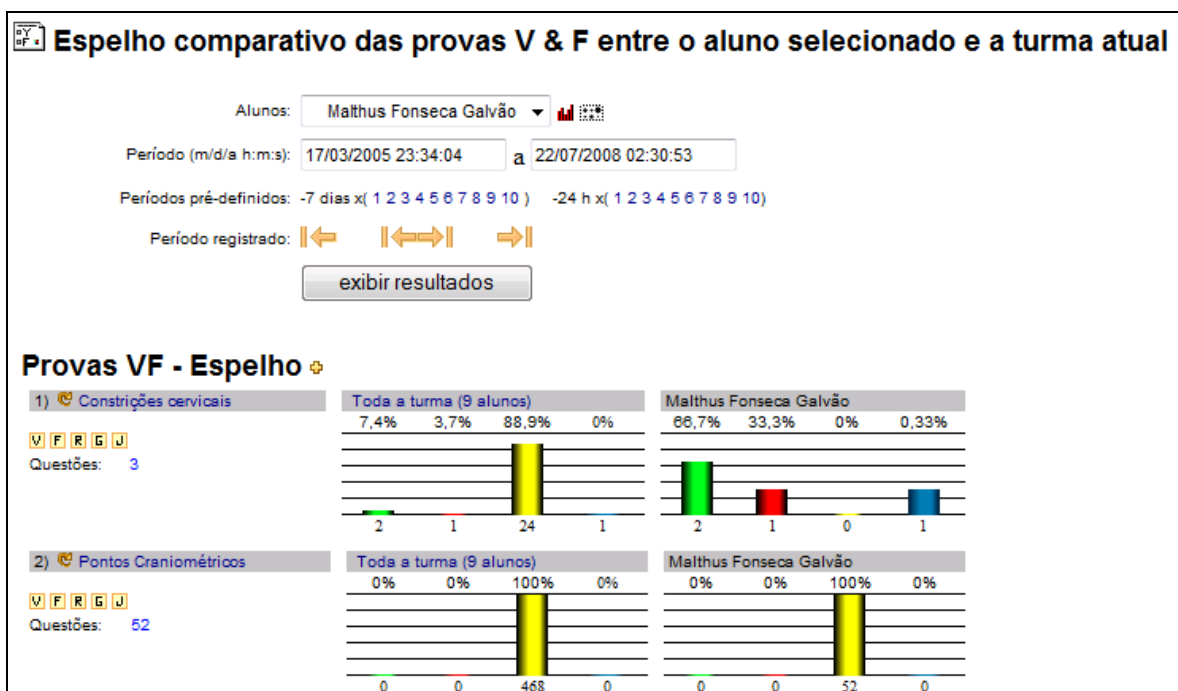 Espelho comparativo das provas V & F entre o aluno selecionado e a turma atual
Alunos: Malthus Fonseca Galvão
Período (m/d/a h:m:s): 17/03/2005 23:34:04 a 22/07/2008 02:30:53
Períodos pré-definidos: -7 dias x( 1 2 3 4 5 6 7 8 9 10 ) -24 h x( 1 2 3 4 5 6 7 8 9 10)
Período registrado:
exibir resultados
Provas VF - Espelho
1) Constrições cervicais Toda a turma (9 alunos) Malthus Fonseca Galvão
7,4% 3,7% 88,9% 0% 66,7% 33,3% 0% 0,33%
V F R G J
Questões: 3
2 1 24 1 2 1 0 1
2) Pontos Craniométricos Toda a turma (9 alunos) Malthus Fonseca Galvão
0% 0% 100% 0% 0% 0% 100% 0%
V F R G J
Questões: 52
0 0 468 0 0 0 52 0